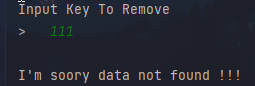 Input Key To Remove
> 111
I'm soory data not found !!!